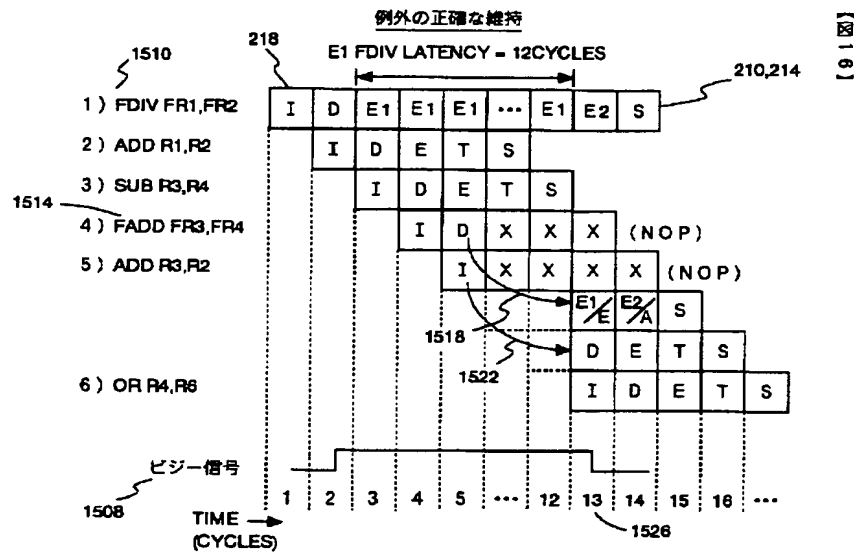 【図16】
例外の正確な維持
1510
218
E1 FDIV LATENCY = 12CYCLES
210,214
1 ) FDIV FR1,FR2 I D E1 E1 E1 ••• E1 E2 S
2 ) ADD R1,R2 I D E T S
3 ) SUB R3,R4 I D E T S
1514
4 ) FADD FR3,FR4 I D X X X (NOP)
5 ) ADD R3,R2 I X X X X (NOP)
E1/E E2/A S
1518
D E T S
1522
6 ) OR R4,R6 I D E T S
ビジー信号
1508
1 2 3 4 5 ••• 12 13 14 15 16 •••
TIME
(CYCLES)
1526